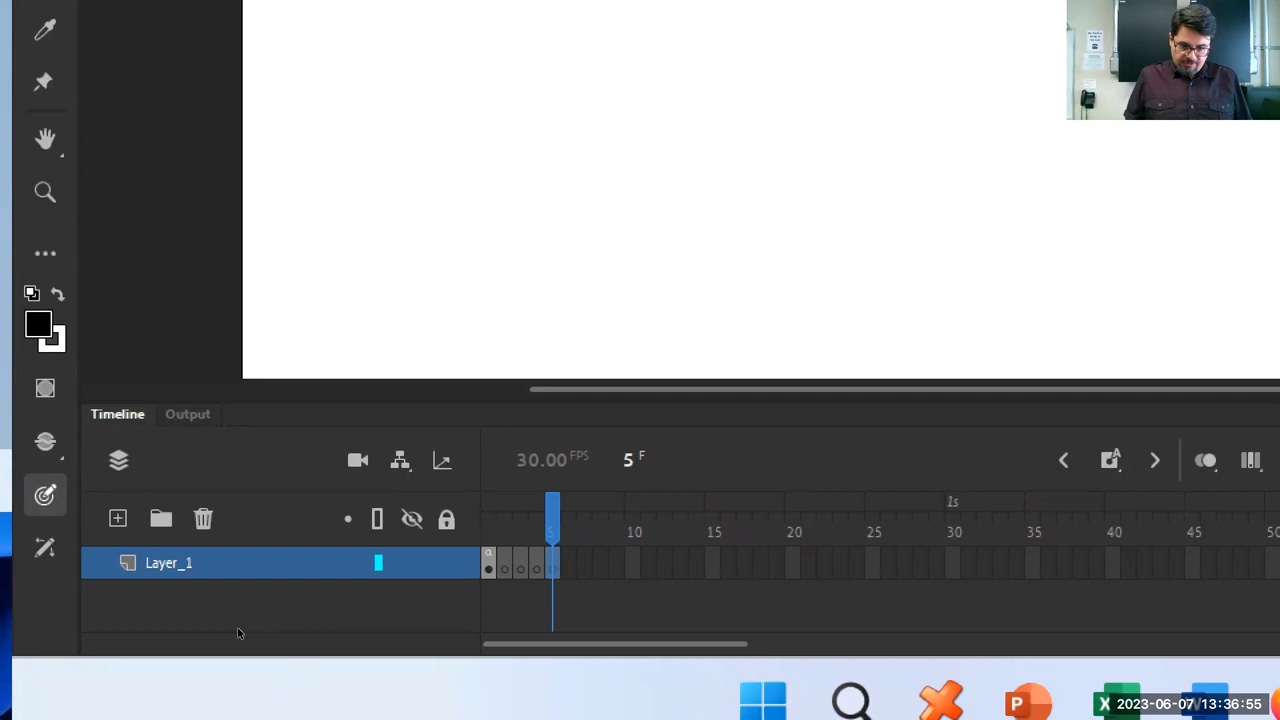 Timeline Output
30.00 FPS 5 F
1s
5 10 15 20 25 30 35 40 45 50
Layer_1
a
P X W
2023-06-07 13:36:55